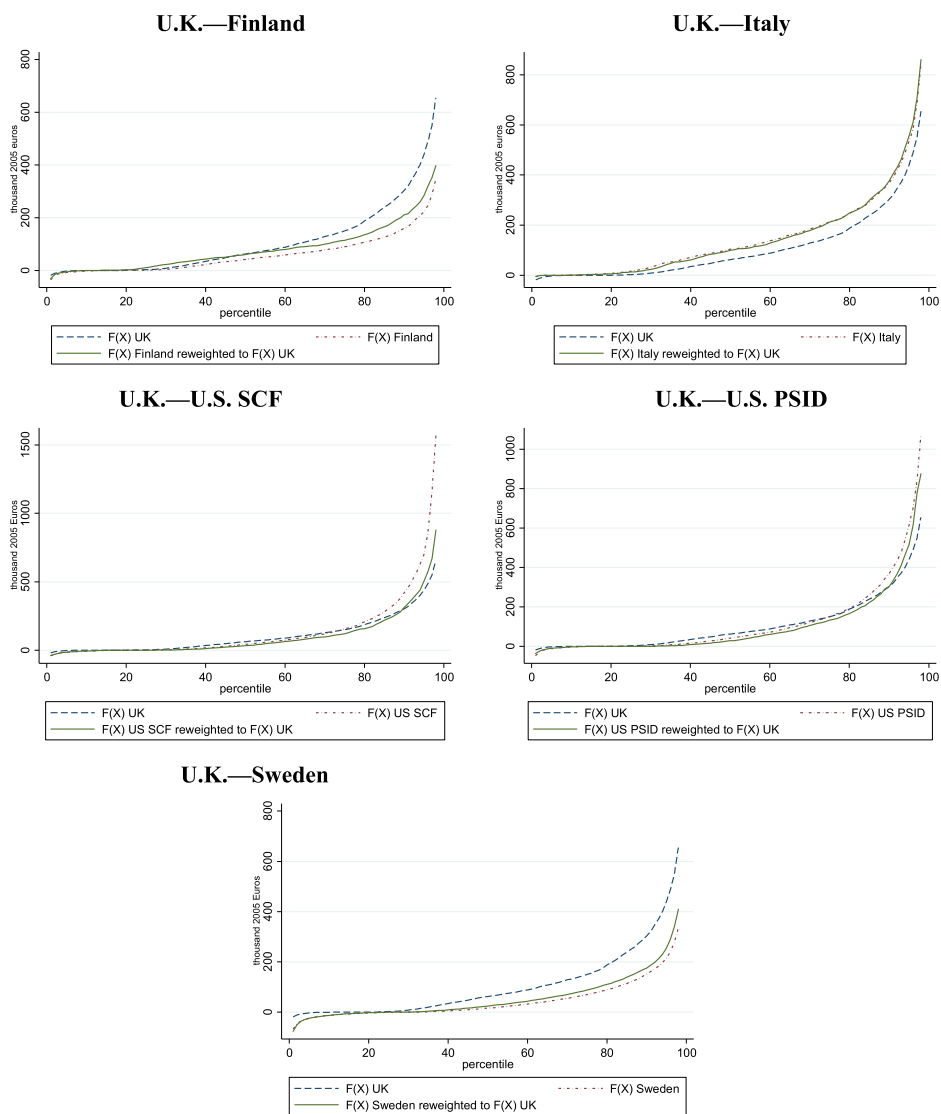 U.K.—Finland
U.K.—Italy
thousand 2005 euros
0 200 400 600 800
0 20 40 60 80 100
percentile
F(X) UK F(X) Finland
F(X) Finland reweighted to F(X) UK
thousand 2005 euros
0 200 400 600 800
0 20 40 60 80 100
percentile
F(X) UK F(X) Italy
F(X) Italy reweighted to F(X) UK
U.K.—U.S. SCF
U.K.—U.S. PSID
thousand 2005 Euros
0 500 1000 1500
0 20 40 60 80 100
percentile
F(X) UK F(X) US SCF
F(X) US SCF reweighted to F(X) UK
thousand 2005 Euros
0 200 400 600 800 1000
0 20 40 60 80 100
percentile
F(X) UK F(X) US PSID
F(X) US PSID reweighted to F(X) UK
U.K.—Sweden
thousand 2005 Euros
0 200 400 600 800
0 20 40 60 80 100
percentile
F(X) UK F(X) Sweden
F(X) Sweden reweighted to F(X) UK